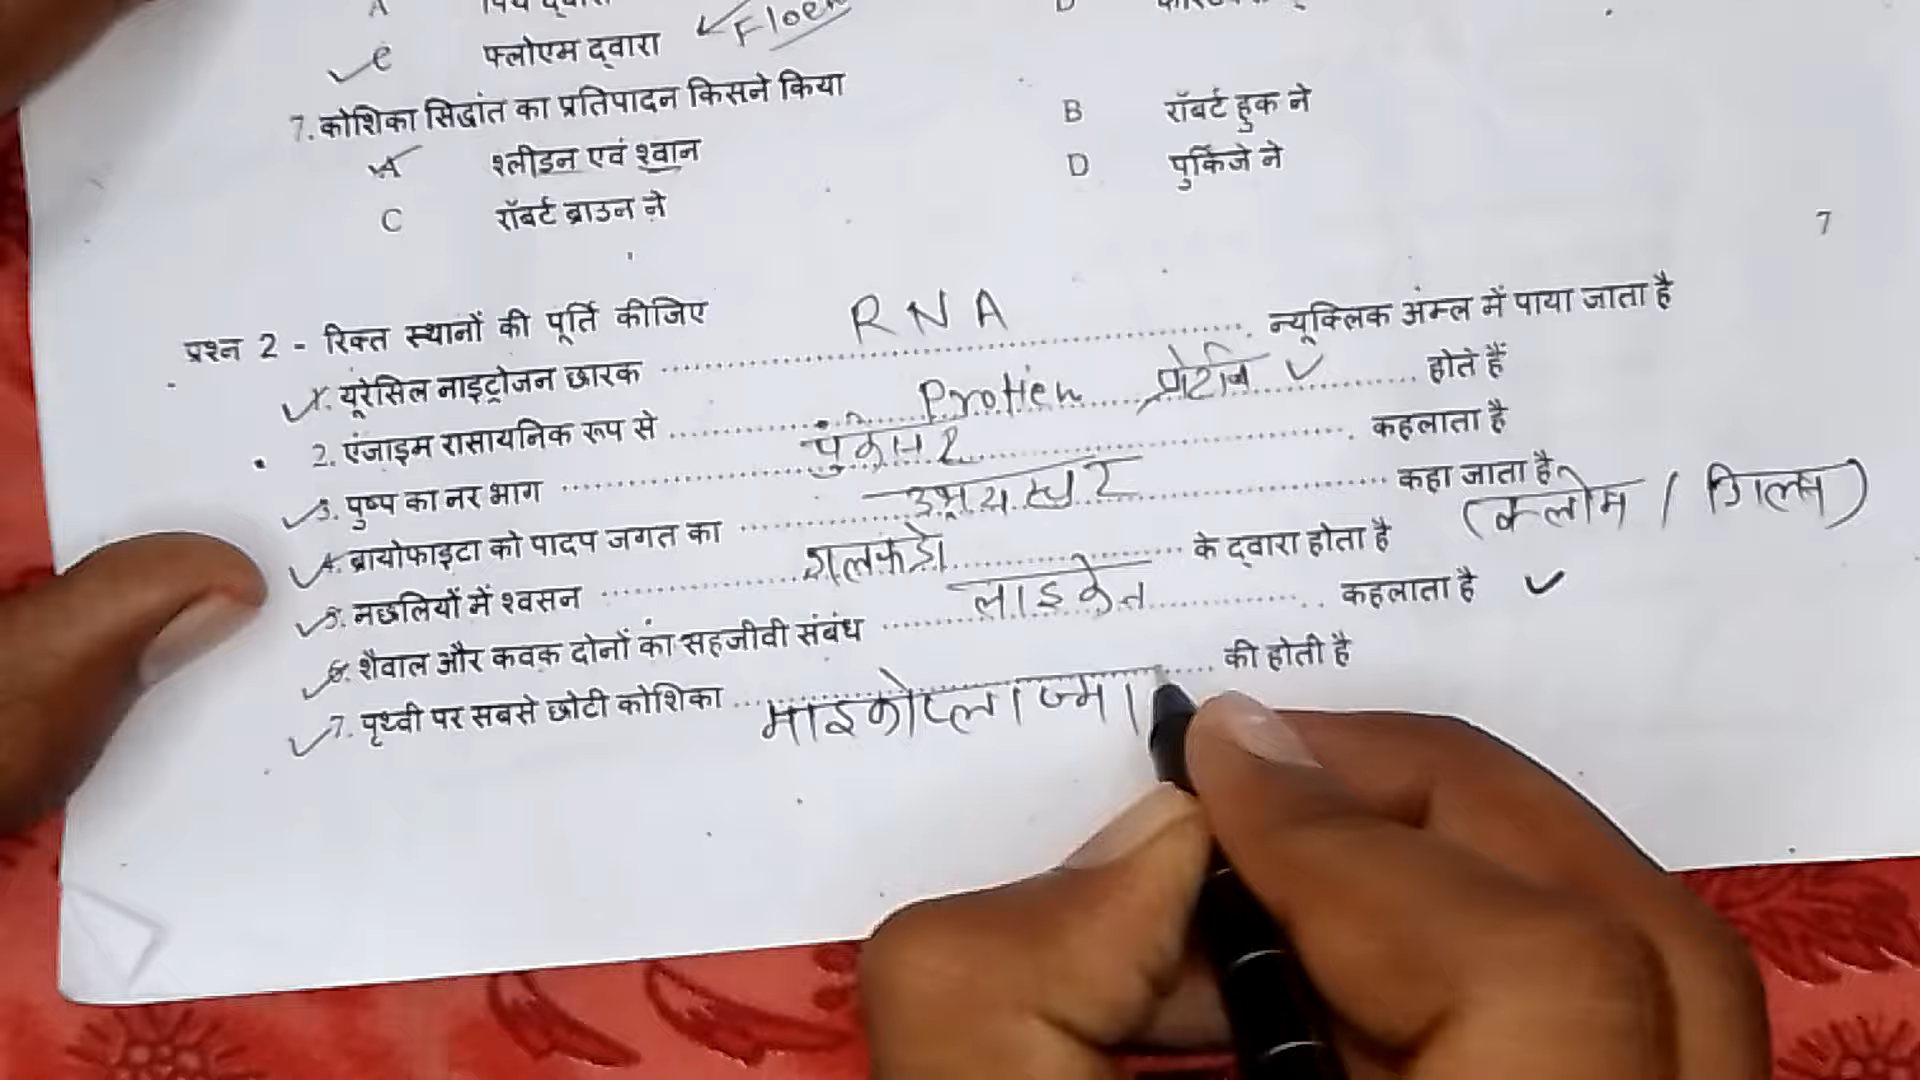 A
C फ्लोएम द्वारा
7. कोशिका सिद्धांत का प्रतिपादन किसने किया
A श्लीडन एवं श्वान B रॉबर्ट हुक ने
C रॉबर्ट ब्राउन ने D पुर्किंजे ने
7
प्रश्न 2 - रिक्त स्थानों की पूर्ति कीजिए
1. यूरेसिल नाइट्रोजन छारक RNA न्यूक्लिक अंम्ल में पाया जाता है
2. एंजाइम रासायनिक रूप से Protien प्रोटीन होते हैं
3. पुष्प का नर भाग पुंकेसर कहलाता है
4. ब्रायोफाइटा को पादप जगत का उभयचर कहा जाता है
5. मछलियों में श्वसन गलफड़ो के द्वारा होता है (क्लोम / गिल्स)
6. शैवाल और कवक दोनों का सहजीवी संबंध लाइकेन कहलाता है
7. पृथ्वी पर सबसे छोटी कोशिका माइकोप्लाज्मा की होती है